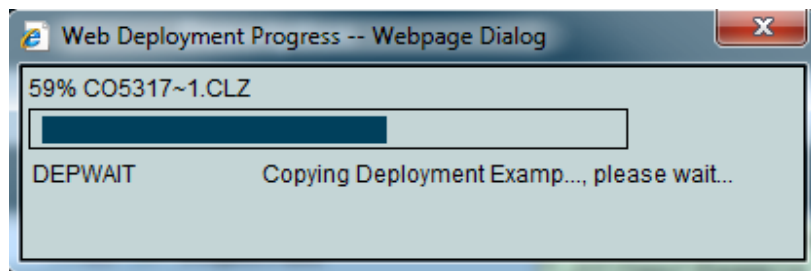 Web Deployment Progress -- Webpage Dialog
X
59% CO5317~1.CLZ
DEPWAIT Copying Deployment Examp..., please wait...